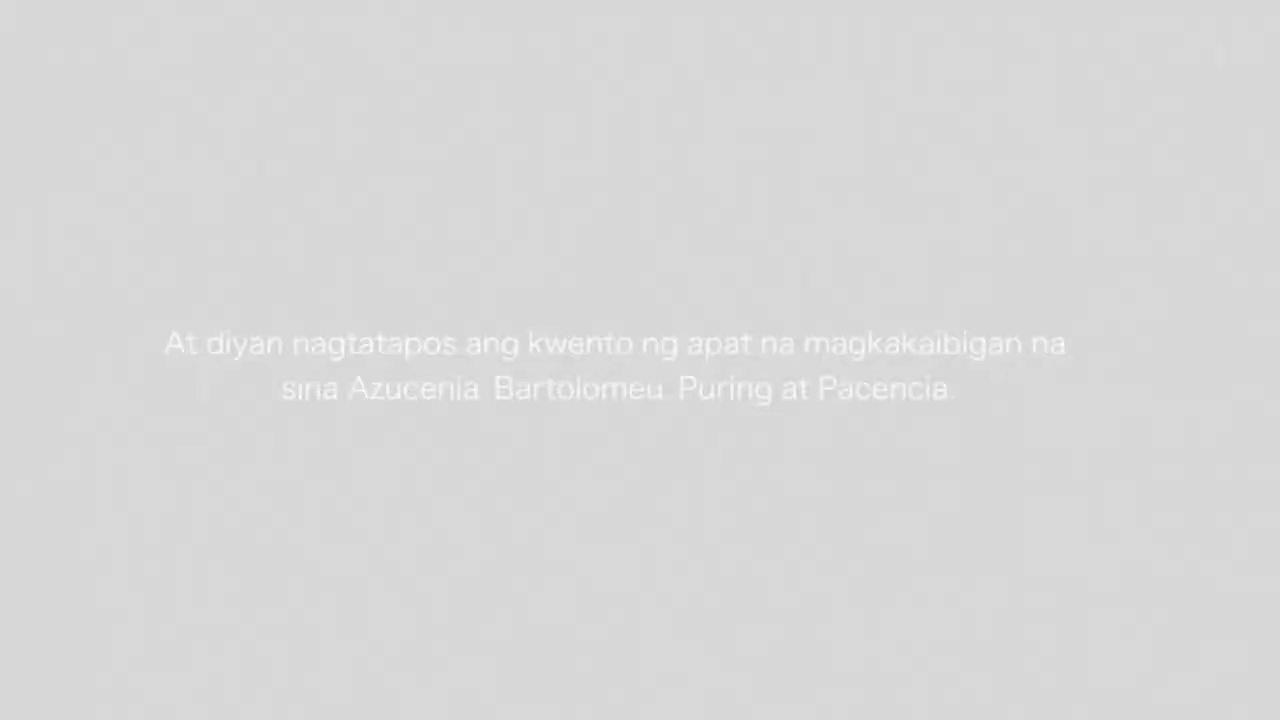 At diyan nagtatapos ang kwento ng apat na magkakaibigan na
sina Azucenia, Bartolomeu, Puring at Pacencia.